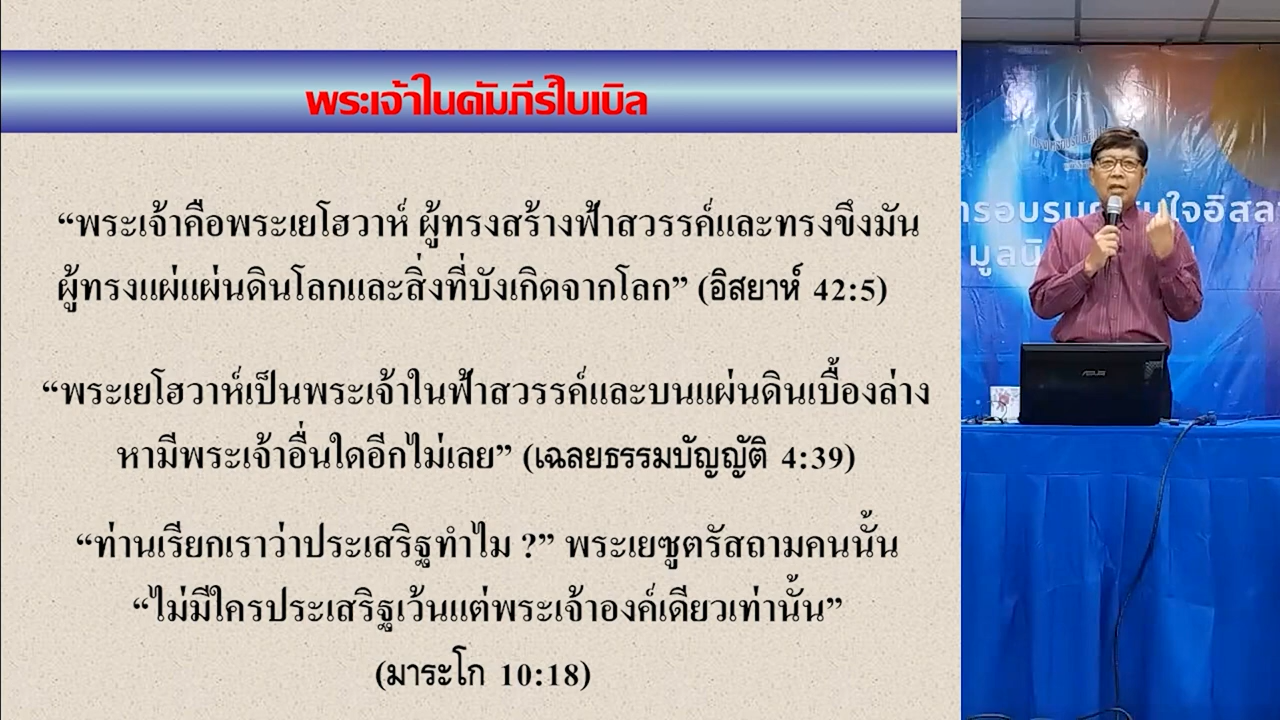 พระเจ้าในคัมภีร์ไบเบิล
“พระเจ้าคือพระเยโฮวาห์ ผู้ทรงสร้างฟ้าสวรรค์และทรงขึงมัน
ผู้ทรงแผ่แผ่นดินโลกและสิ่งที่บังเกิดจากโลก” (อิสยาห์ 42:5)
“พระเยโฮวาห์เป็นพระเจ้าในฟ้าสวรรค์และบนแผ่นดินเบื้องล่าง
หามีพระเจ้าอื่นใดอีกไม่เลย” (เฉลยธรรมบัญญัติ 4:39)
“ท่านเรียกเราว่าประเสริฐทำไม ?” พระเยซูตรัสถามคนนั้น
“ไม่มีใครประเสริฐเว้นแต่พระเจ้าองค์เดียวเท่านั้น”
(มาระโก 10:18)
ASUS